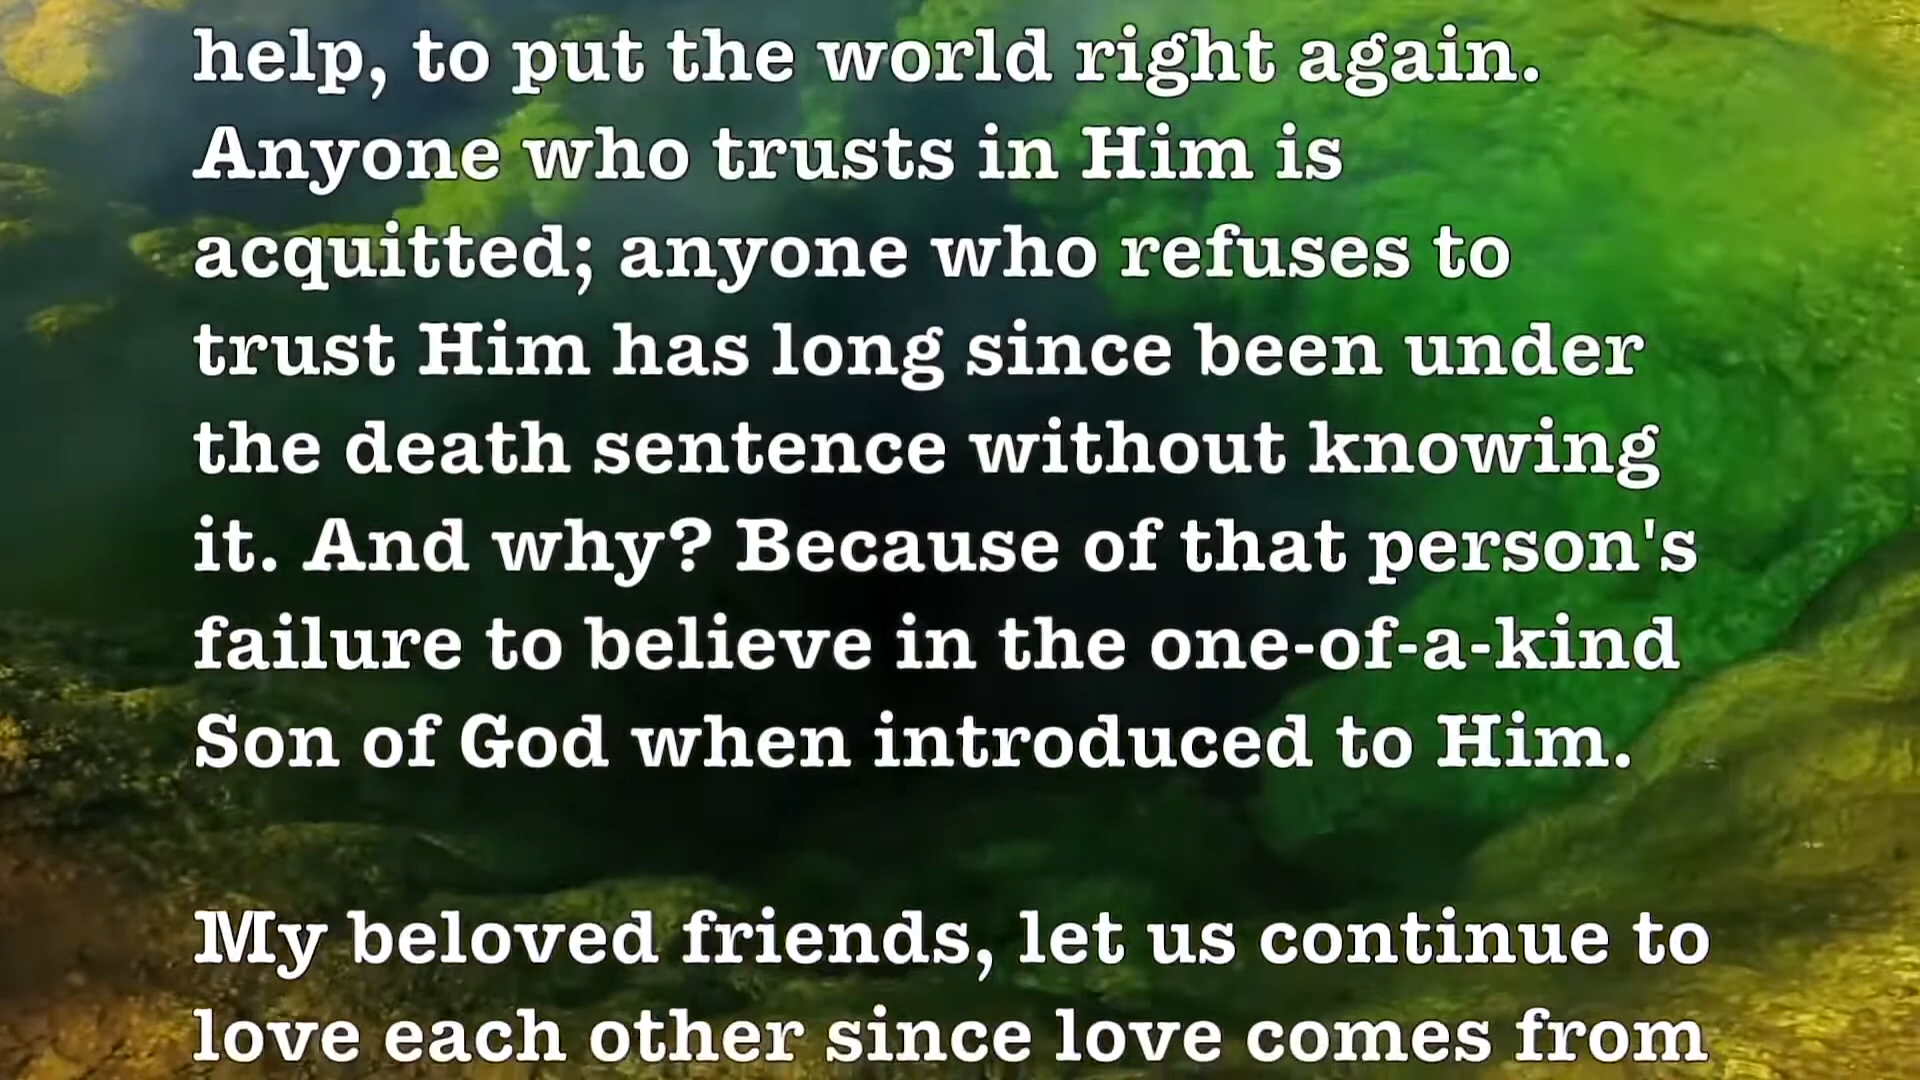 help, to put the world right again.
Anyone who trusts in Him is
acquitted; anyone who refuses to
trust Him has long since been under
the death sentence without knowing
it. And why? Because of that person's
failure to believe in the one-of-a-kind
Son of God when introduced to Him.
My beloved friends, let us continue to
love each other since love comes from